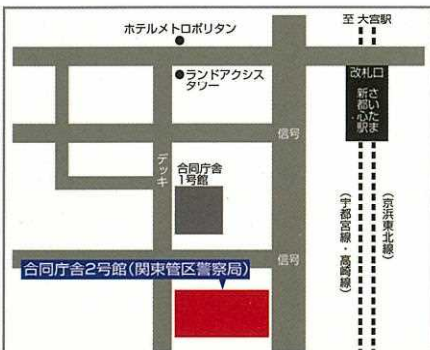 至 大宮駅
ホテルメトロポリタン
ランドアクシス
タワー
改札口
さいたま
新都心駅
信号
デッキ
合同庁舎
1号館
(京浜東北線)
(宇都宮線・高崎線)
信号
合同庁舎2号館(関東管区警察局)